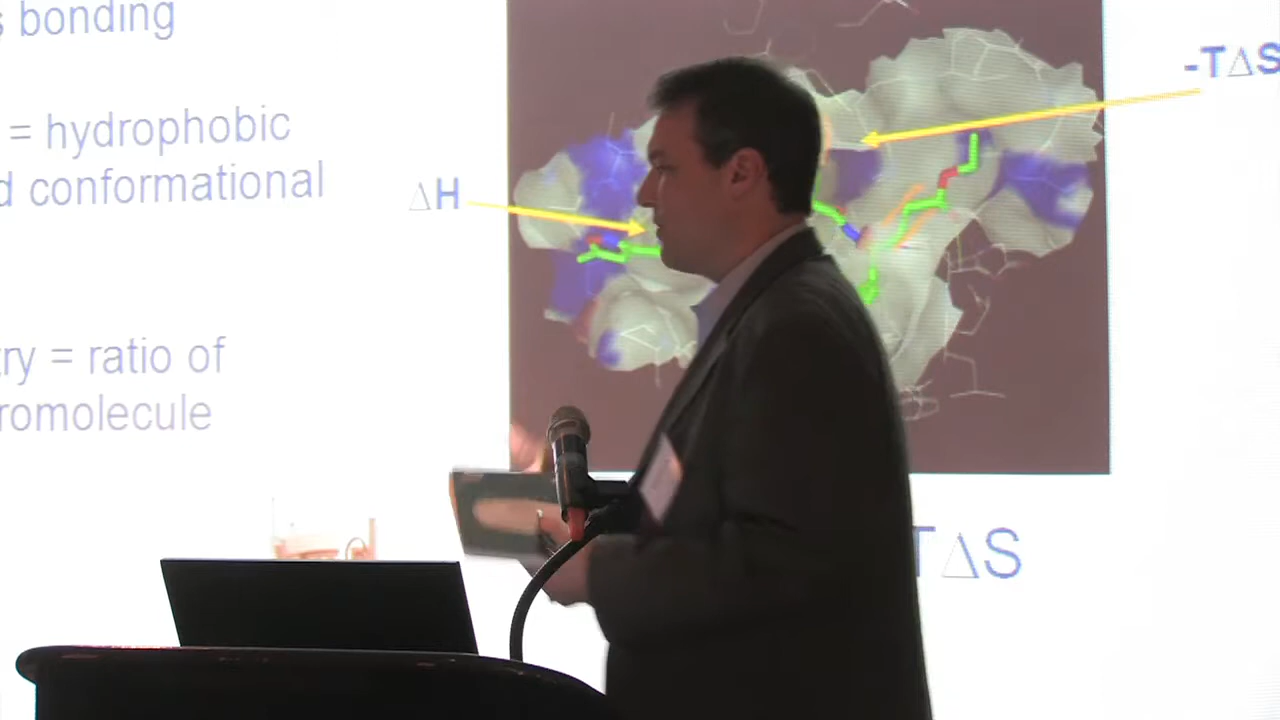 s bonding
= hydrophobic
d conformational
ry = ratio of
romolecule
ΔH
-TΔS
TΔS